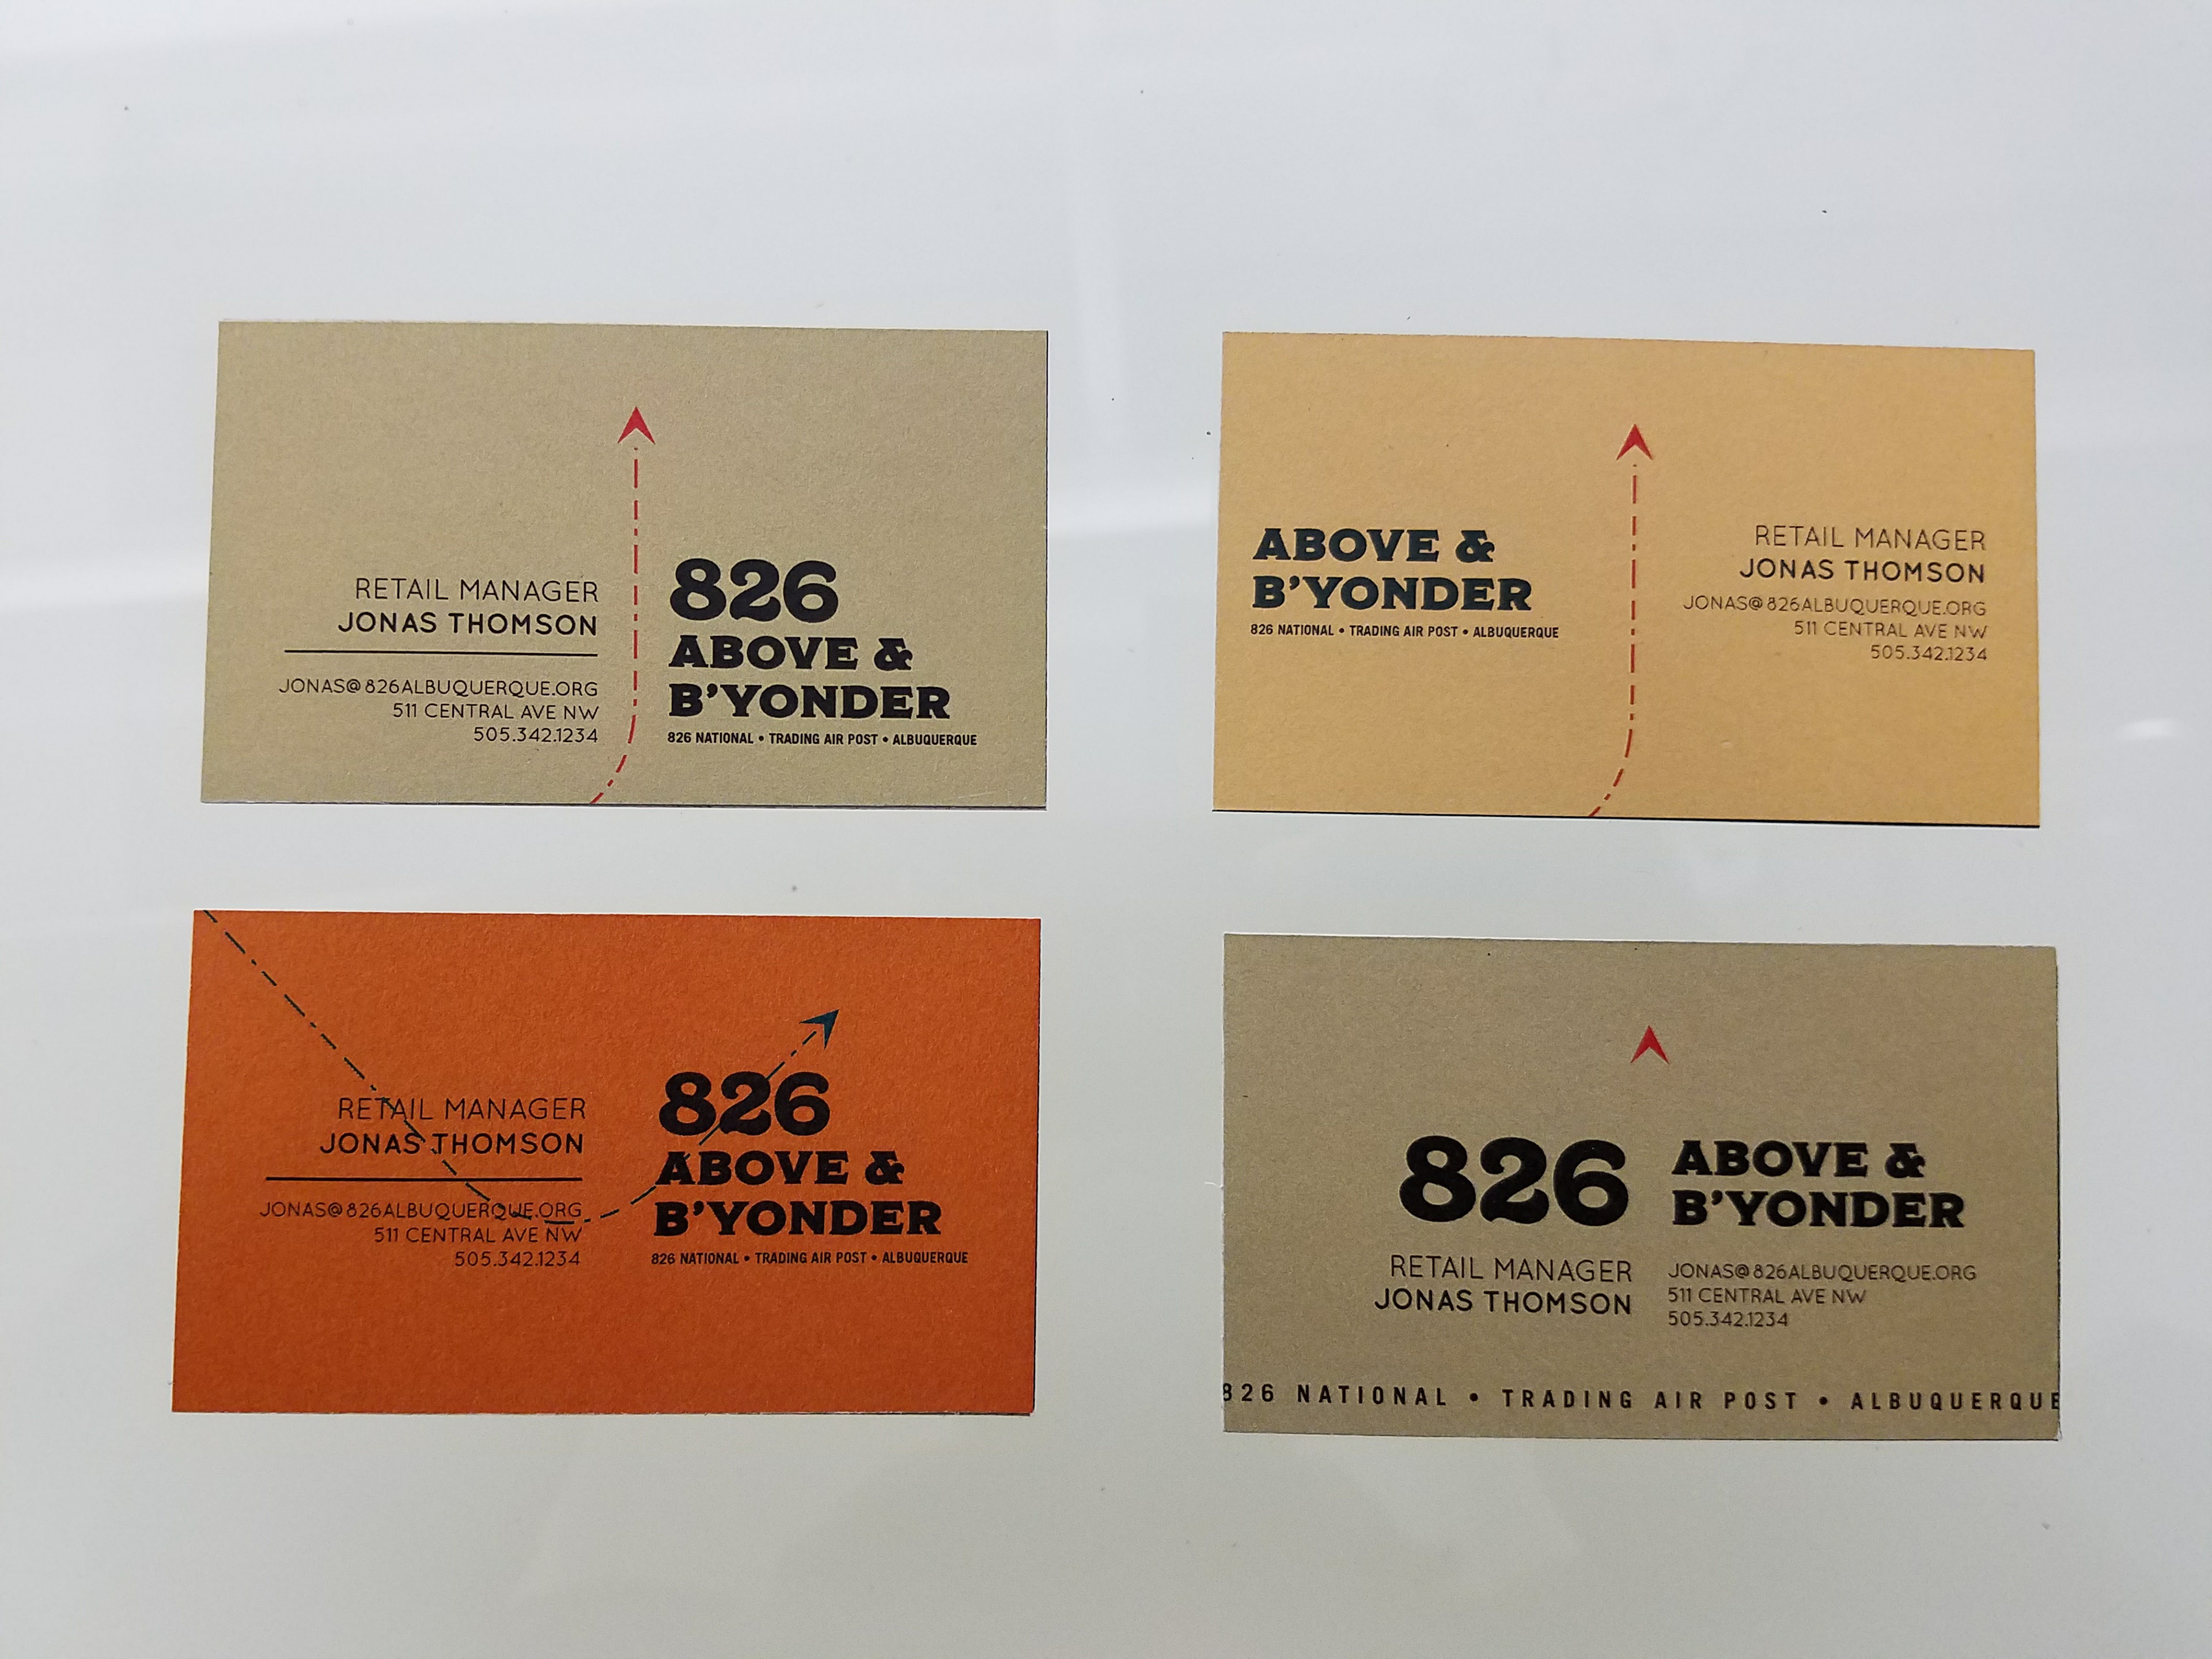 RETAIL MANAGER
JONAS THOMSON
JONAS@826ALBUQUERQUE.ORG
511 CENTRAL AVE NW
505.342.1234
826
ABOVE &
B'YONDER
826 NATIONAL • TRADING AIR POST • ALBUQUERQUE
ABOVE &
B'YONDER
826 NATIONAL • TRADING AIR POST • ALBUQUERQUE
RETAIL MANAGER
JONAS THOMSON
JONAS@826ALBUQUERQUE.ORG
511 CENTRAL AVE NW
505.342.1234
RETAIL MANAGER
JONAS THOMSON
JONAS@826ALBUQUERQUE.ORG
511 CENTRAL AVE NW
505.342.1234
826
ABOVE &
B'YONDER
826 NATIONAL • TRADING AIR POST • ALBUQUERQUE
826
ABOVE &
B'YONDER
RETAIL MANAGER
JONAS THOMSON
JONAS@826ALBUQUERQUE.ORG
511 CENTRAL AVE NW
505.342.1234
826 NATIONAL • TRADING AIR POST • ALBUQUERQUE